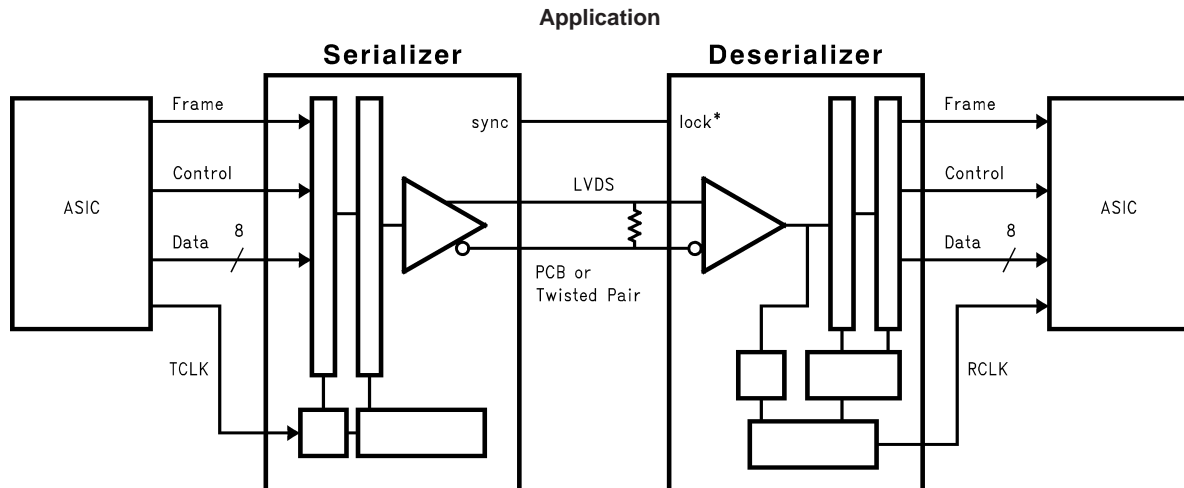 Application
Serializer
Deserializer
Frame
sync
lock*
Frame
Control
LVDS
Control
ASIC
ASIC
Data
8
Data
8
PCB or
Twisted Pair
TCLK
RCLK